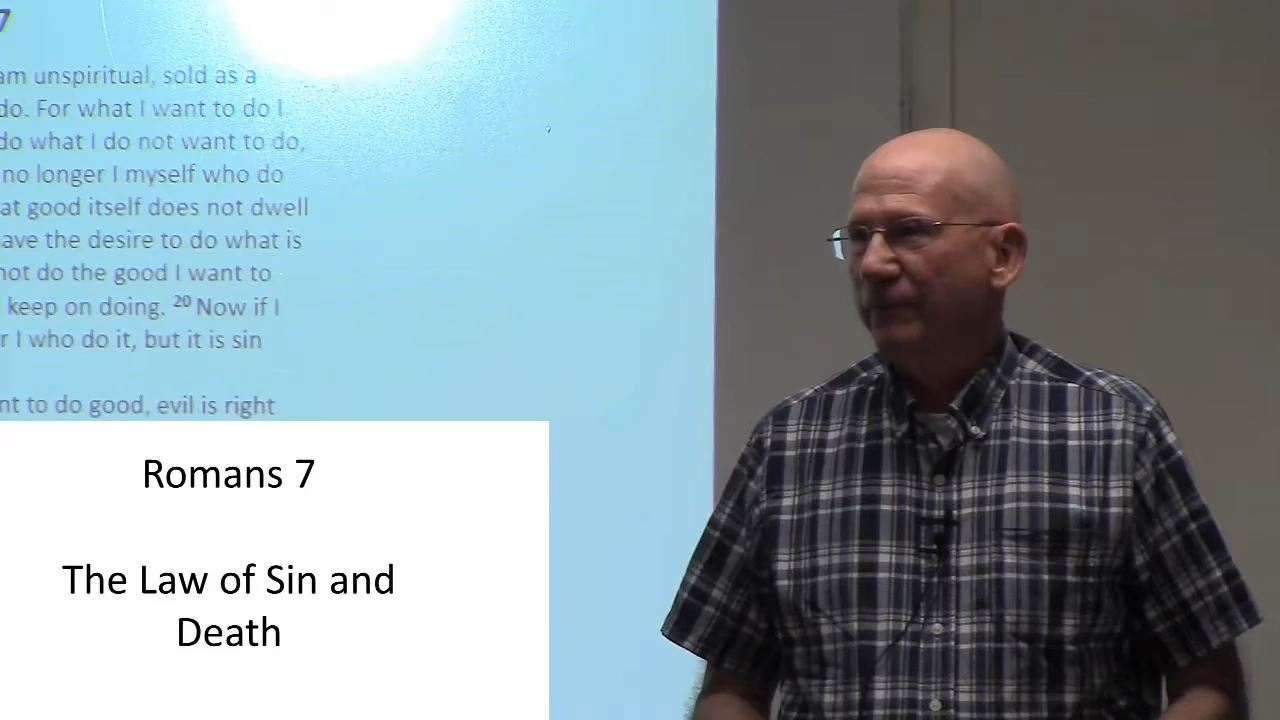 7
am unspiritual, sold as a
do. For what I want to do I
do what I do not want to do,
no longer I myself who do
at good itself does not dwell
ave the desire to do what is
not do the good I want to
keep on doing. 20 Now if I
r I who do it, but it is sin
nt to do good, evil is right
Romans 7
The Law of Sin and
Death